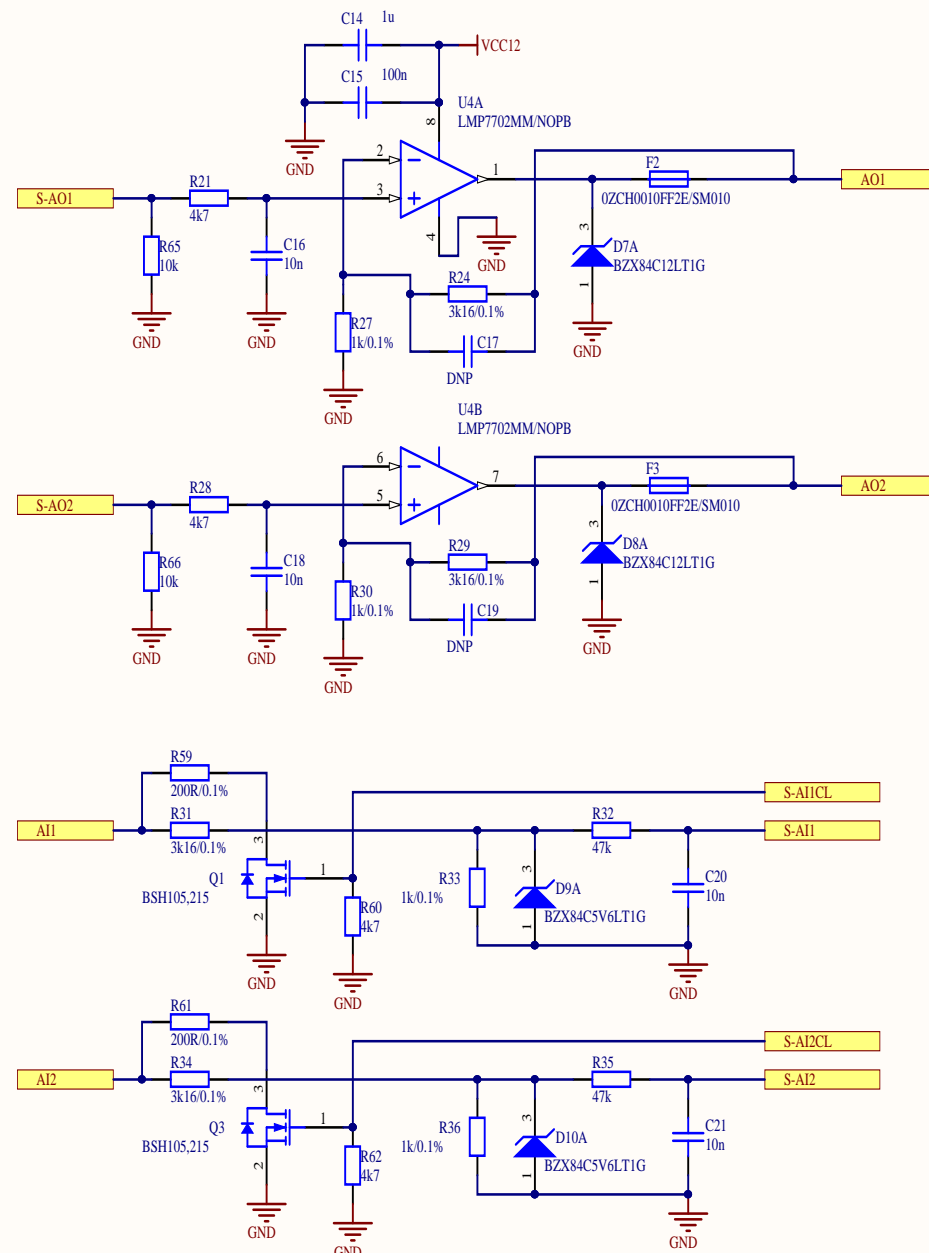 C14 1u
VCC12
C15 100n
GND
U4A
LMP7702MM/NOPB
8
2
3
1
4
GND
S-AO1
R21
4k7
R65
10k
GND
C16
10n
GND
R27
1k/0.1%
GND
R24
3k16/0.1%
C17
DNP
F2
0ZCH0010FF2E/SM010
AO1
3
D7A
BZX84C12LT1G
1
GND
U4B
LMP7702MM/NOPB
6
5
7
S-AO2
R28
4k7
R66
10k
GND
C18
10n
GND
R30
1k/0.1%
GND
R29
3k16/0.1%
C19
DNP
F3
0ZCH0010FF2E/SM010
AO2
3
D8A
BZX84C12LT1G
1
GND
R59
200R/0.1%
AI1
R31
3k16/0.1%
3
Q1
BSH105,215
1
2
GND
R60
4k7
GND
S-AI1CL
R32
47k
S-AI1
R33
1k/0.1%
3
D9A
BZX84C5V6LT1G
1
C20
10n
GND
R61
200R/0.1%
AI2
R34
3k16/0.1%
3
Q3
BSH105,215
1
2
GND
R62
4k7
GND
S-AI2CL
R35
47k
S-AI2
R36
1k/0.1%
3
D10A
BZX84C5V6LT1G
1
C21
10n
GND